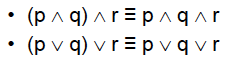 • (p ∧ q) ∧ r ≡ p ∧ q ∧ r
• (p ∨ q) ∨ r ≡ p ∨ q ∨ r